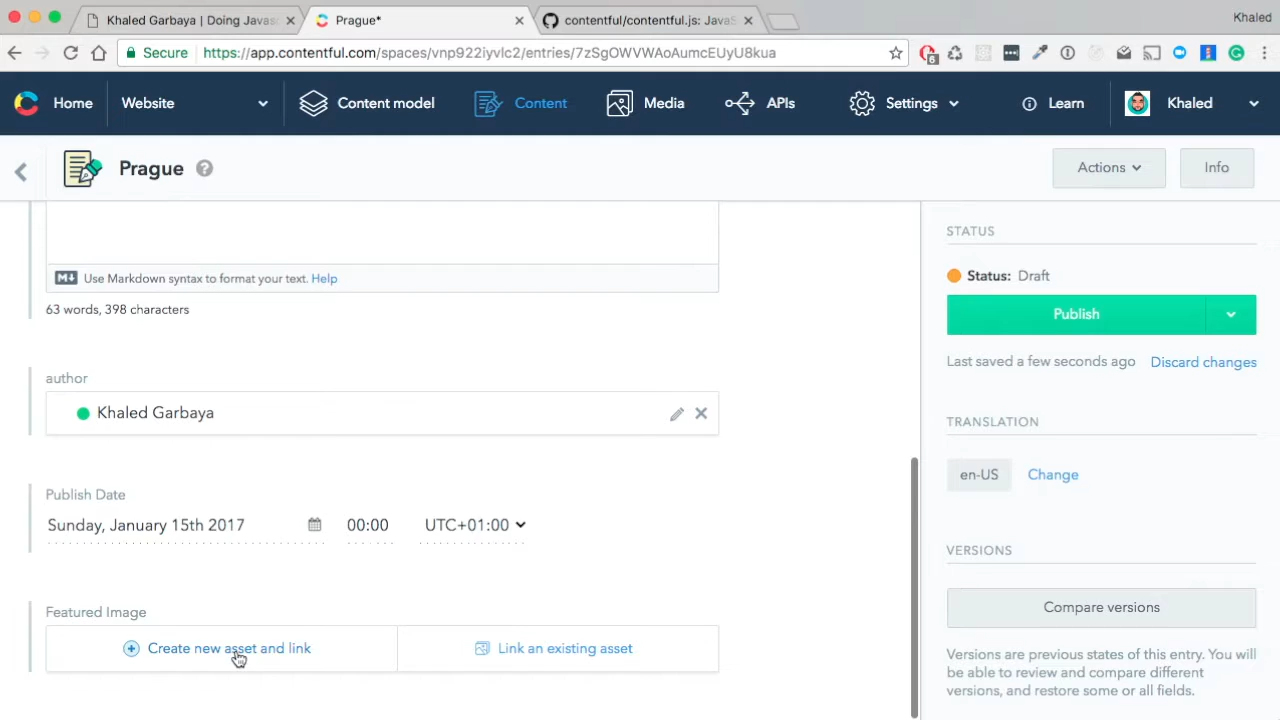 Khaled Garbaya | Doing Javasc
Prague*
contentful/contentful.js: JavaS
Khaled
Secure
https://app.contentful.com/spaces/vnp922iyvlc2/entries/7zSgOWVWAoAumcEUyU8kua
6
Home
Website
Content model
Content
Media
APIs
Settings
Learn
Khaled
Prague
?
Actions
Info
M↓
Use Markdown syntax to format your text. Help
63 words, 398 characters
author
Khaled Garbaya
Publish Date
Sunday, January 15th 2017
00:00
UTC+01:00
Featured Image
Create new asset and link
Link an existing asset
STATUS
Status: Draft
Publish
Last saved a few seconds ago
Discard changes
TRANSLATION
en-US
Change
VERSIONS
Compare versions
Versions are previous states of this entry. You will
be able to review and compare different
versions, and restore some or all fields.